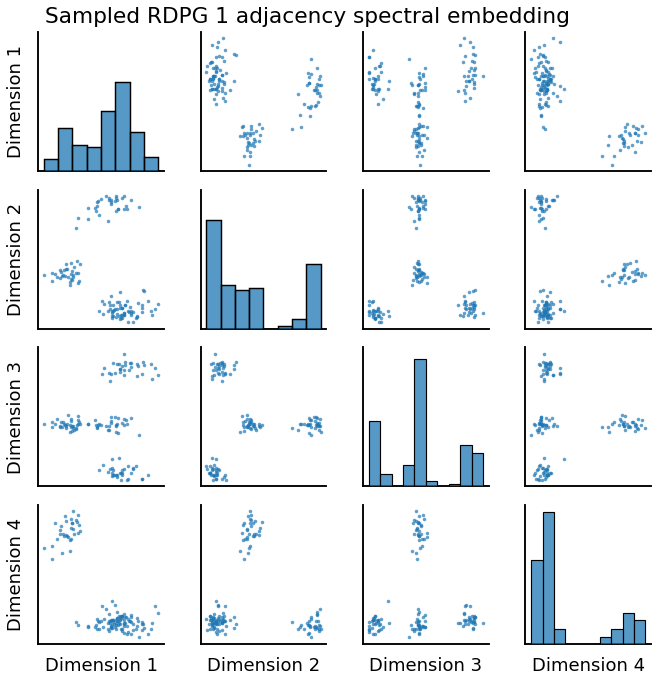 Sampled RDPG 1 adjacency spectral embedding
Dimension 1
Dimension 2
Dimension 3
Dimension 4
Dimension 1 Dimension 2 Dimension 3 Dimension 4